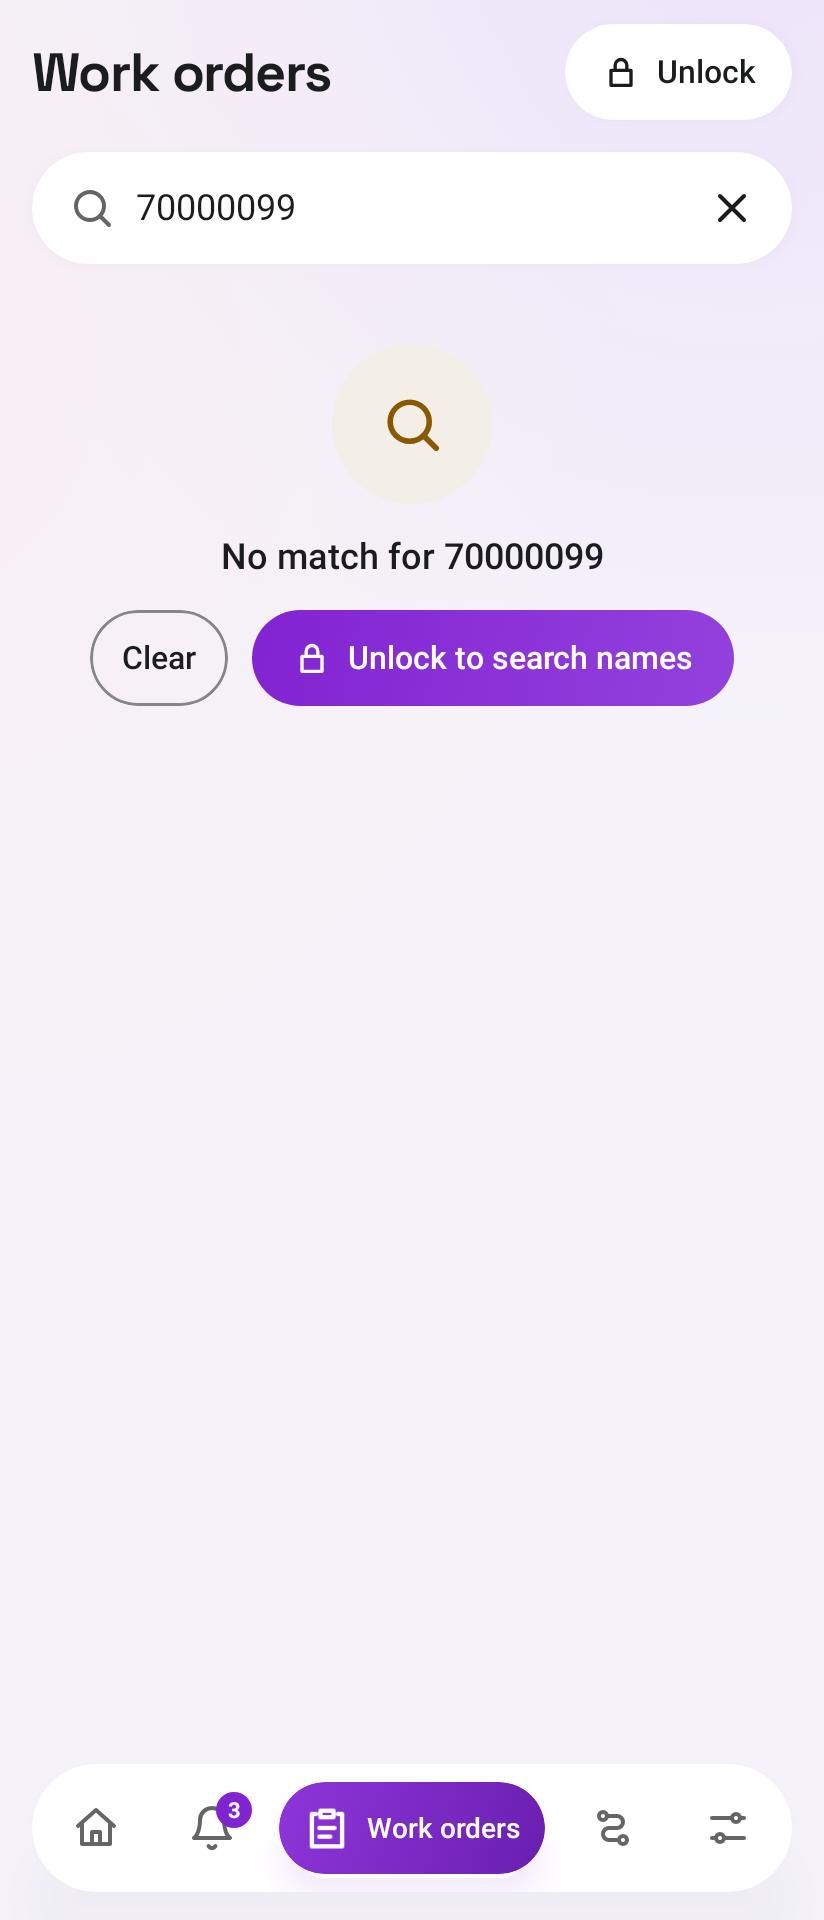 Work orders
Unlock
70000099
No match for 70000099
Clear
Unlock to search names
3
Work orders